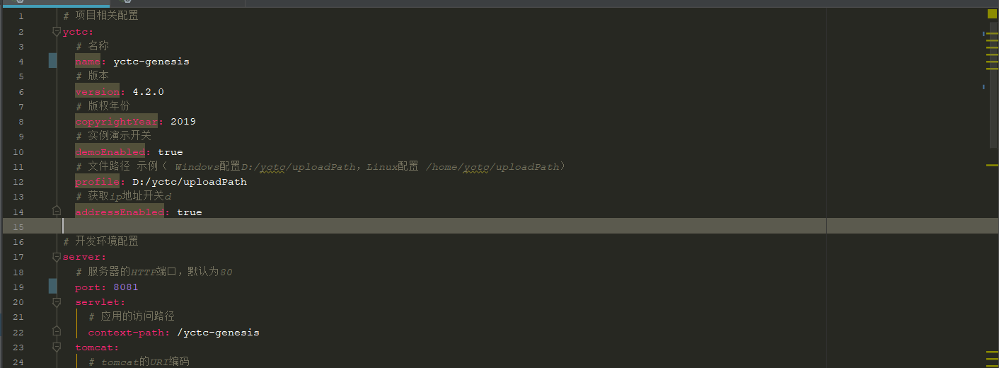 1 # 项目相关配置
2 yctc:
3 # 名称
4 name: yctc-genesis
5 # 版本
6 version: 4.2.0
7 # 版权年份
8 copyrightYear: 2019
9 # 实例演示开关
10 demoEnabled: true
11 # 文件路径 示例（ Windows配置D:/yctc/uploadPath，Linux配置 /home/yctc/uploadPath）
12 profile: D:/yctc/uploadPath
13 # 获取ip地址开关d
14 addressEnabled: true
15
16 # 开发环境配置
17 server:
18 # 服务器的HTTP端口，默认为80
19 port: 8081
20 servlet:
21 # 应用的访问路径
22 context-path: /yctc-genesis
23 tomcat:
24 # tomcat的URI编码